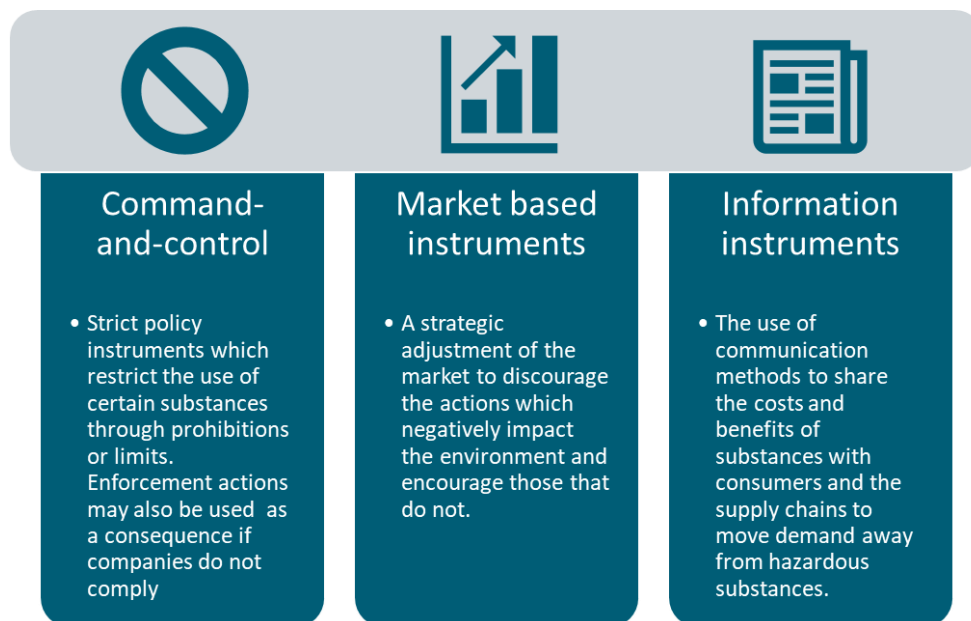 Command-
and-control
• Strict policy
instruments which
restrict the use of
certain substances
through prohibitions
or limits.
Enforcement actions
may also be used  as
a consequence if
companies do not
comply
Market based
instruments
• A strategic
adjustment of the
market to discourage
the actions which
negatively impact
the environment and
encourage those that
do not.
Information
instruments
• The use of
communication
methods to share
the costs and
benefits of
substances with
consumers and the
supply chains to
move demand away
from hazardous
substances.